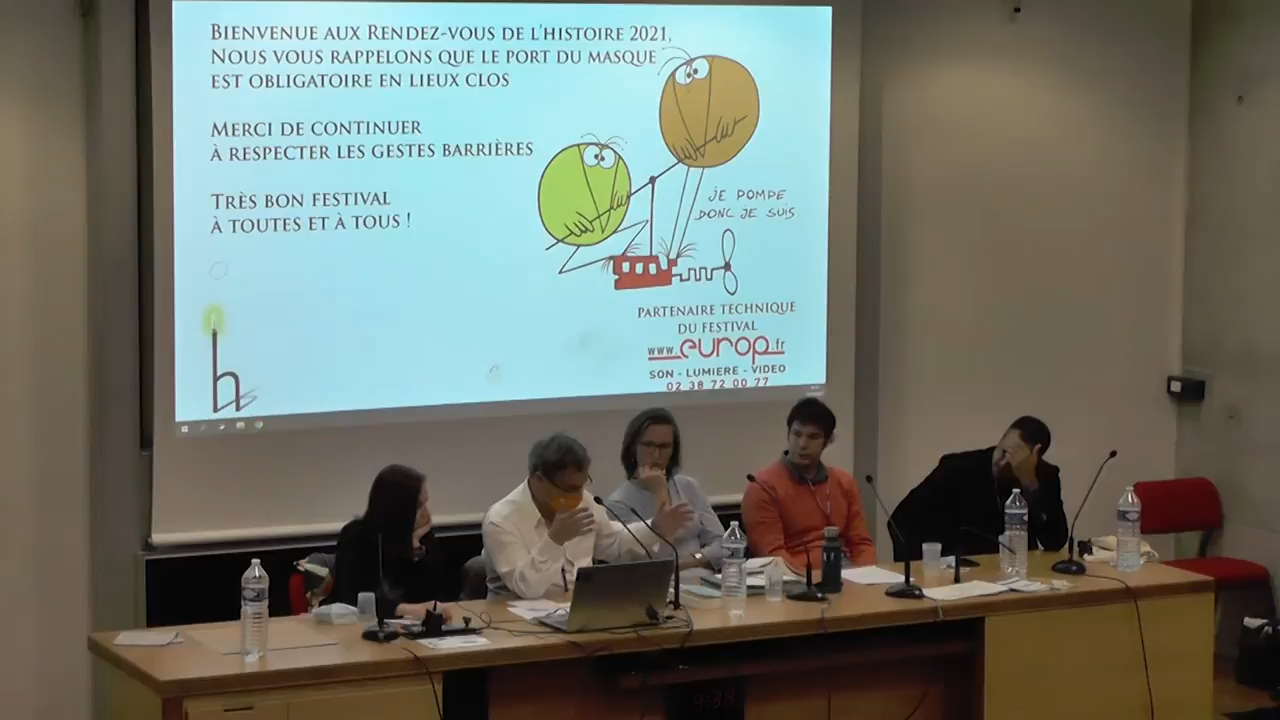 BIENVENUE AUX RENDEZ-VOUS DE L'HISTOIRE 2021,
NOUS VOUS RAPPELONS QUE LE PORT DU MASQUE
EST OBLIGATOIRE EN LIEUX CLOS
MERCI DE CONTINUER
À RESPECTER LES GESTES BARRIÈRES
TRÈS BON FESTIVAL
À TOUTES ET À TOUS !
JE POMPE
DONC JE SUIS
PARTENAIRE TECHNIQUE
DU FESTIVAL
www.europ.fr
SON - LUMIERE - VIDEO
02 38 72 00 77
h